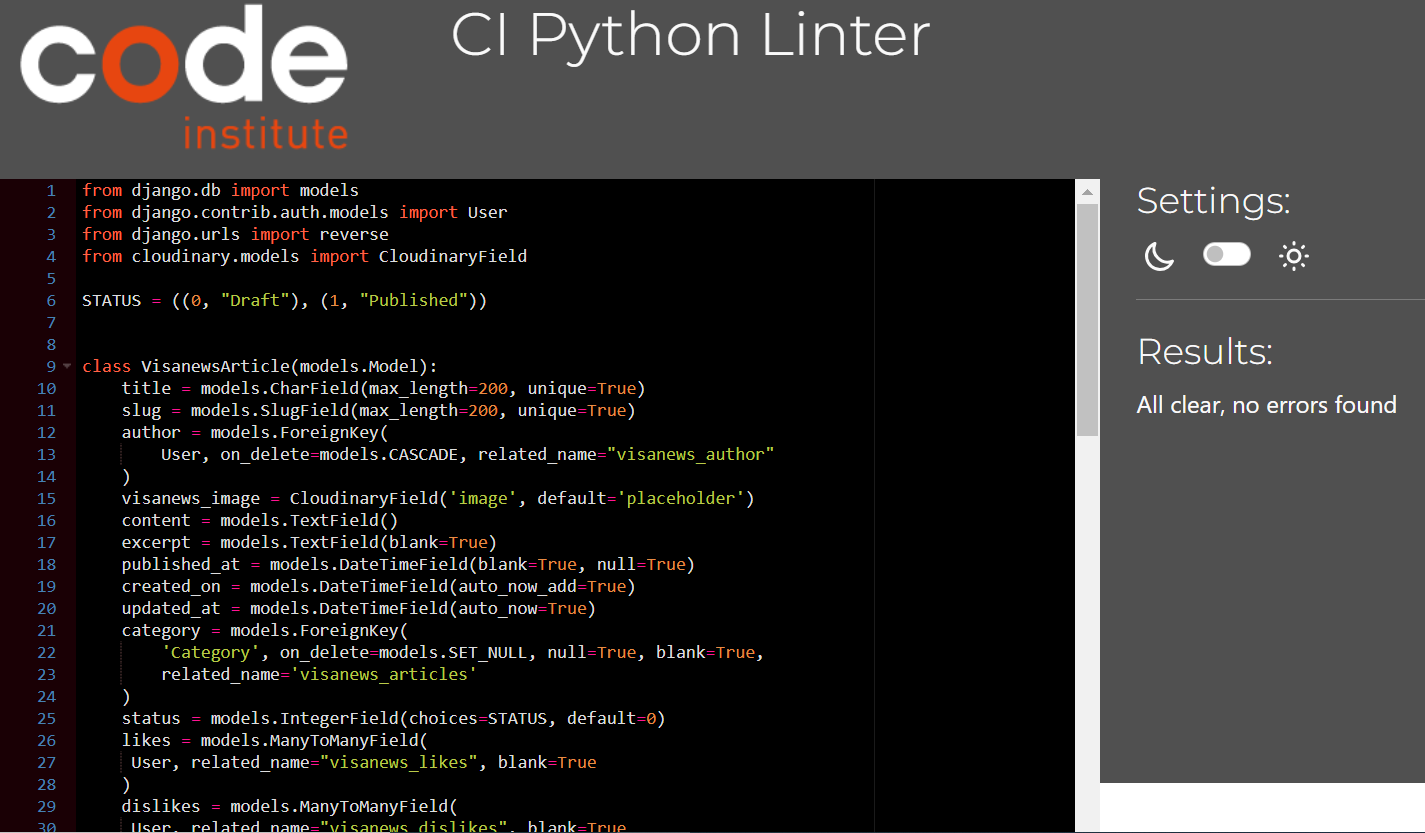 code
institute
CI Python Linter
1 from django.db import models
2 from django.contrib.auth.models import User
3 from django.urls import reverse
4 from cloudinary.models import CloudinaryField
5
6 STATUS = ((0, "Draft"), (1, "Published"))
7
8
9 class VisanewsArticle(models.Model):
10     title = models.CharField(max_length=200, unique=True)
11     slug = models.SlugField(max_length=200, unique=True)
12     author = models.ForeignKey(
13         User, on_delete=models.CASCADE, related_name="visanews_author"
14     )
15     visanews_image = CloudinaryField('image', default='placeholder')
16     content = models.TextField()
17     excerpt = models.TextField(blank=True)
18     published_at = models.DateTimeField(blank=True, null=True)
19     created_on = models.DateTimeField(auto_now_add=True)
20     updated_at = models.DateTimeField(auto_now=True)
21     category = models.ForeignKey(
22         'Category', on_delete=models.SET_NULL, null=True, blank=True,
23         related_name='visanews_articles'
24     )
25     status = models.IntegerField(choices=STATUS, default=0)
26     likes = models.ManyToManyField(
27      User, related_name="visanews_likes", blank=True
28     )
29     dislikes = models.ManyToManyField(
30      User, related_name="visanews_dislikes", blank=True
Settings:
Results:
All clear, no errors found